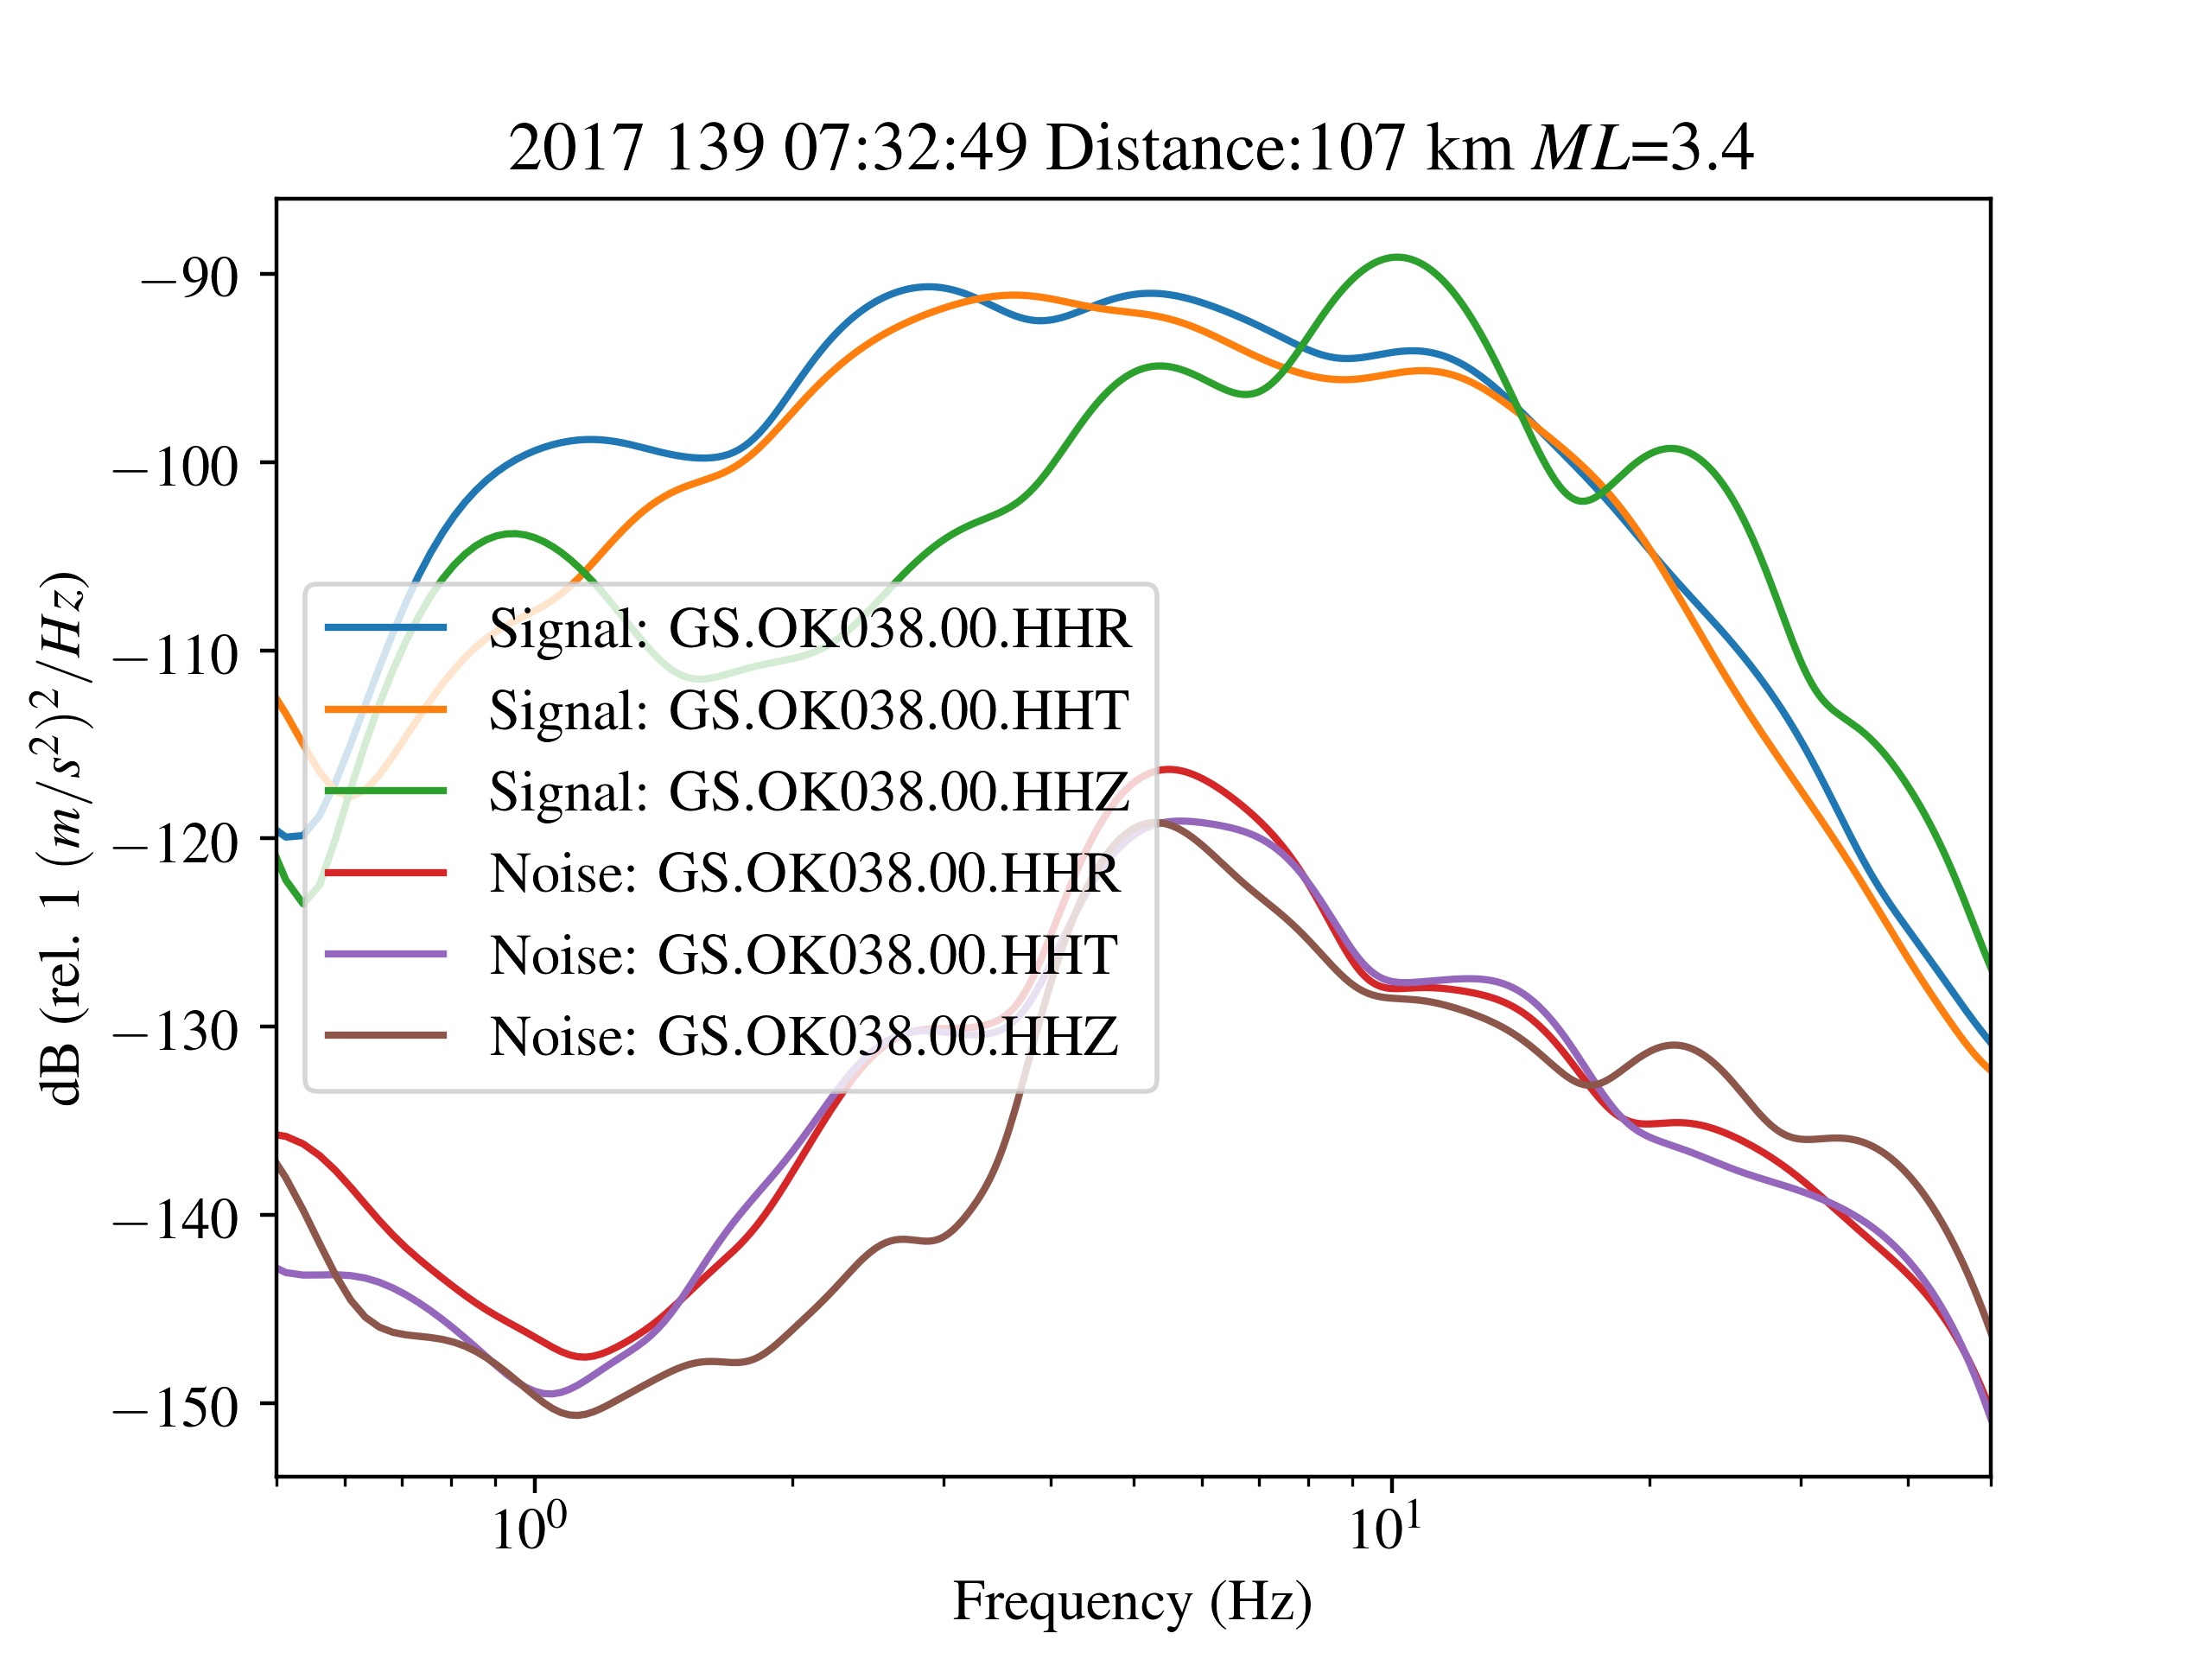 2017 139 07:32:49 Distance:107 km ML=3.4
dB (rel. 1 (m/s²)²/Hz)
−90
−100
−110
−120
−130
−140
−150
Signal: GS.OK038.00.HHR
Signal: GS.OK038.00.HHT
Signal: GS.OK038.00.HHZ
Noise: GS.OK038.00.HHR
Noise: GS.OK038.00.HHT
Noise: GS.OK038.00.HHZ
10⁰ 10¹
Frequency (Hz)